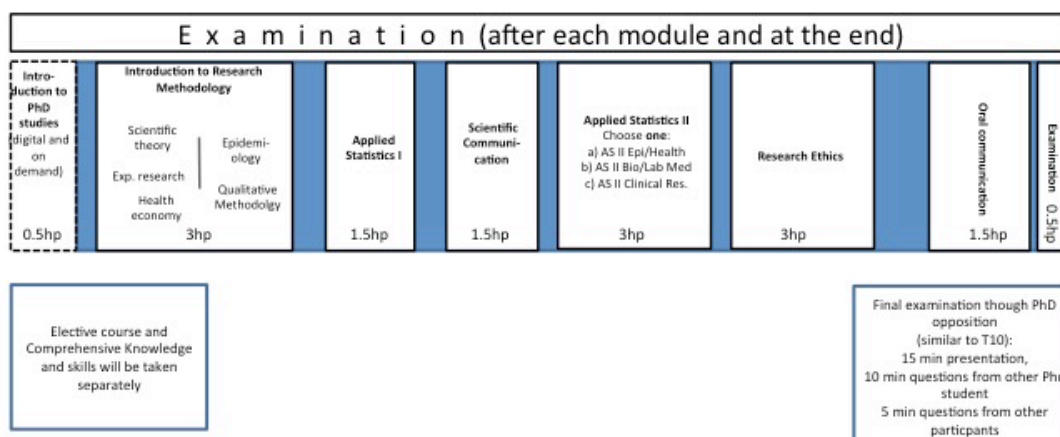 E x a m i n a t i o n (after each module and at the end)
Intro-
duction to
PhD
studies
(digital and
on
demand)
0.5hp
Introduction to Research
Methodology
Scientific
theory
Exp. research
Health
economy
Epidemi-
ology
Qualitative
Methodolgy
3hp
Applied
Statistics I
1.5hp
Scientific
Communi-
cation
1.5hp
Applied Statistics II
Choose one:
a) AS II Epi/Health
b) AS II Bio/Lab Med
c) AS II Clinical Res.
3hp
Research Ethics
3hp
Oral communication
1.5hp
Examination 0.5hp
Elective course and
Comprehensive Knowledge
and skills will be taken
separately
Final examination though PhD
opposition
(similar to T10):
15 min presentation,
10 min questions from other
student
5 min questions from other
particpants